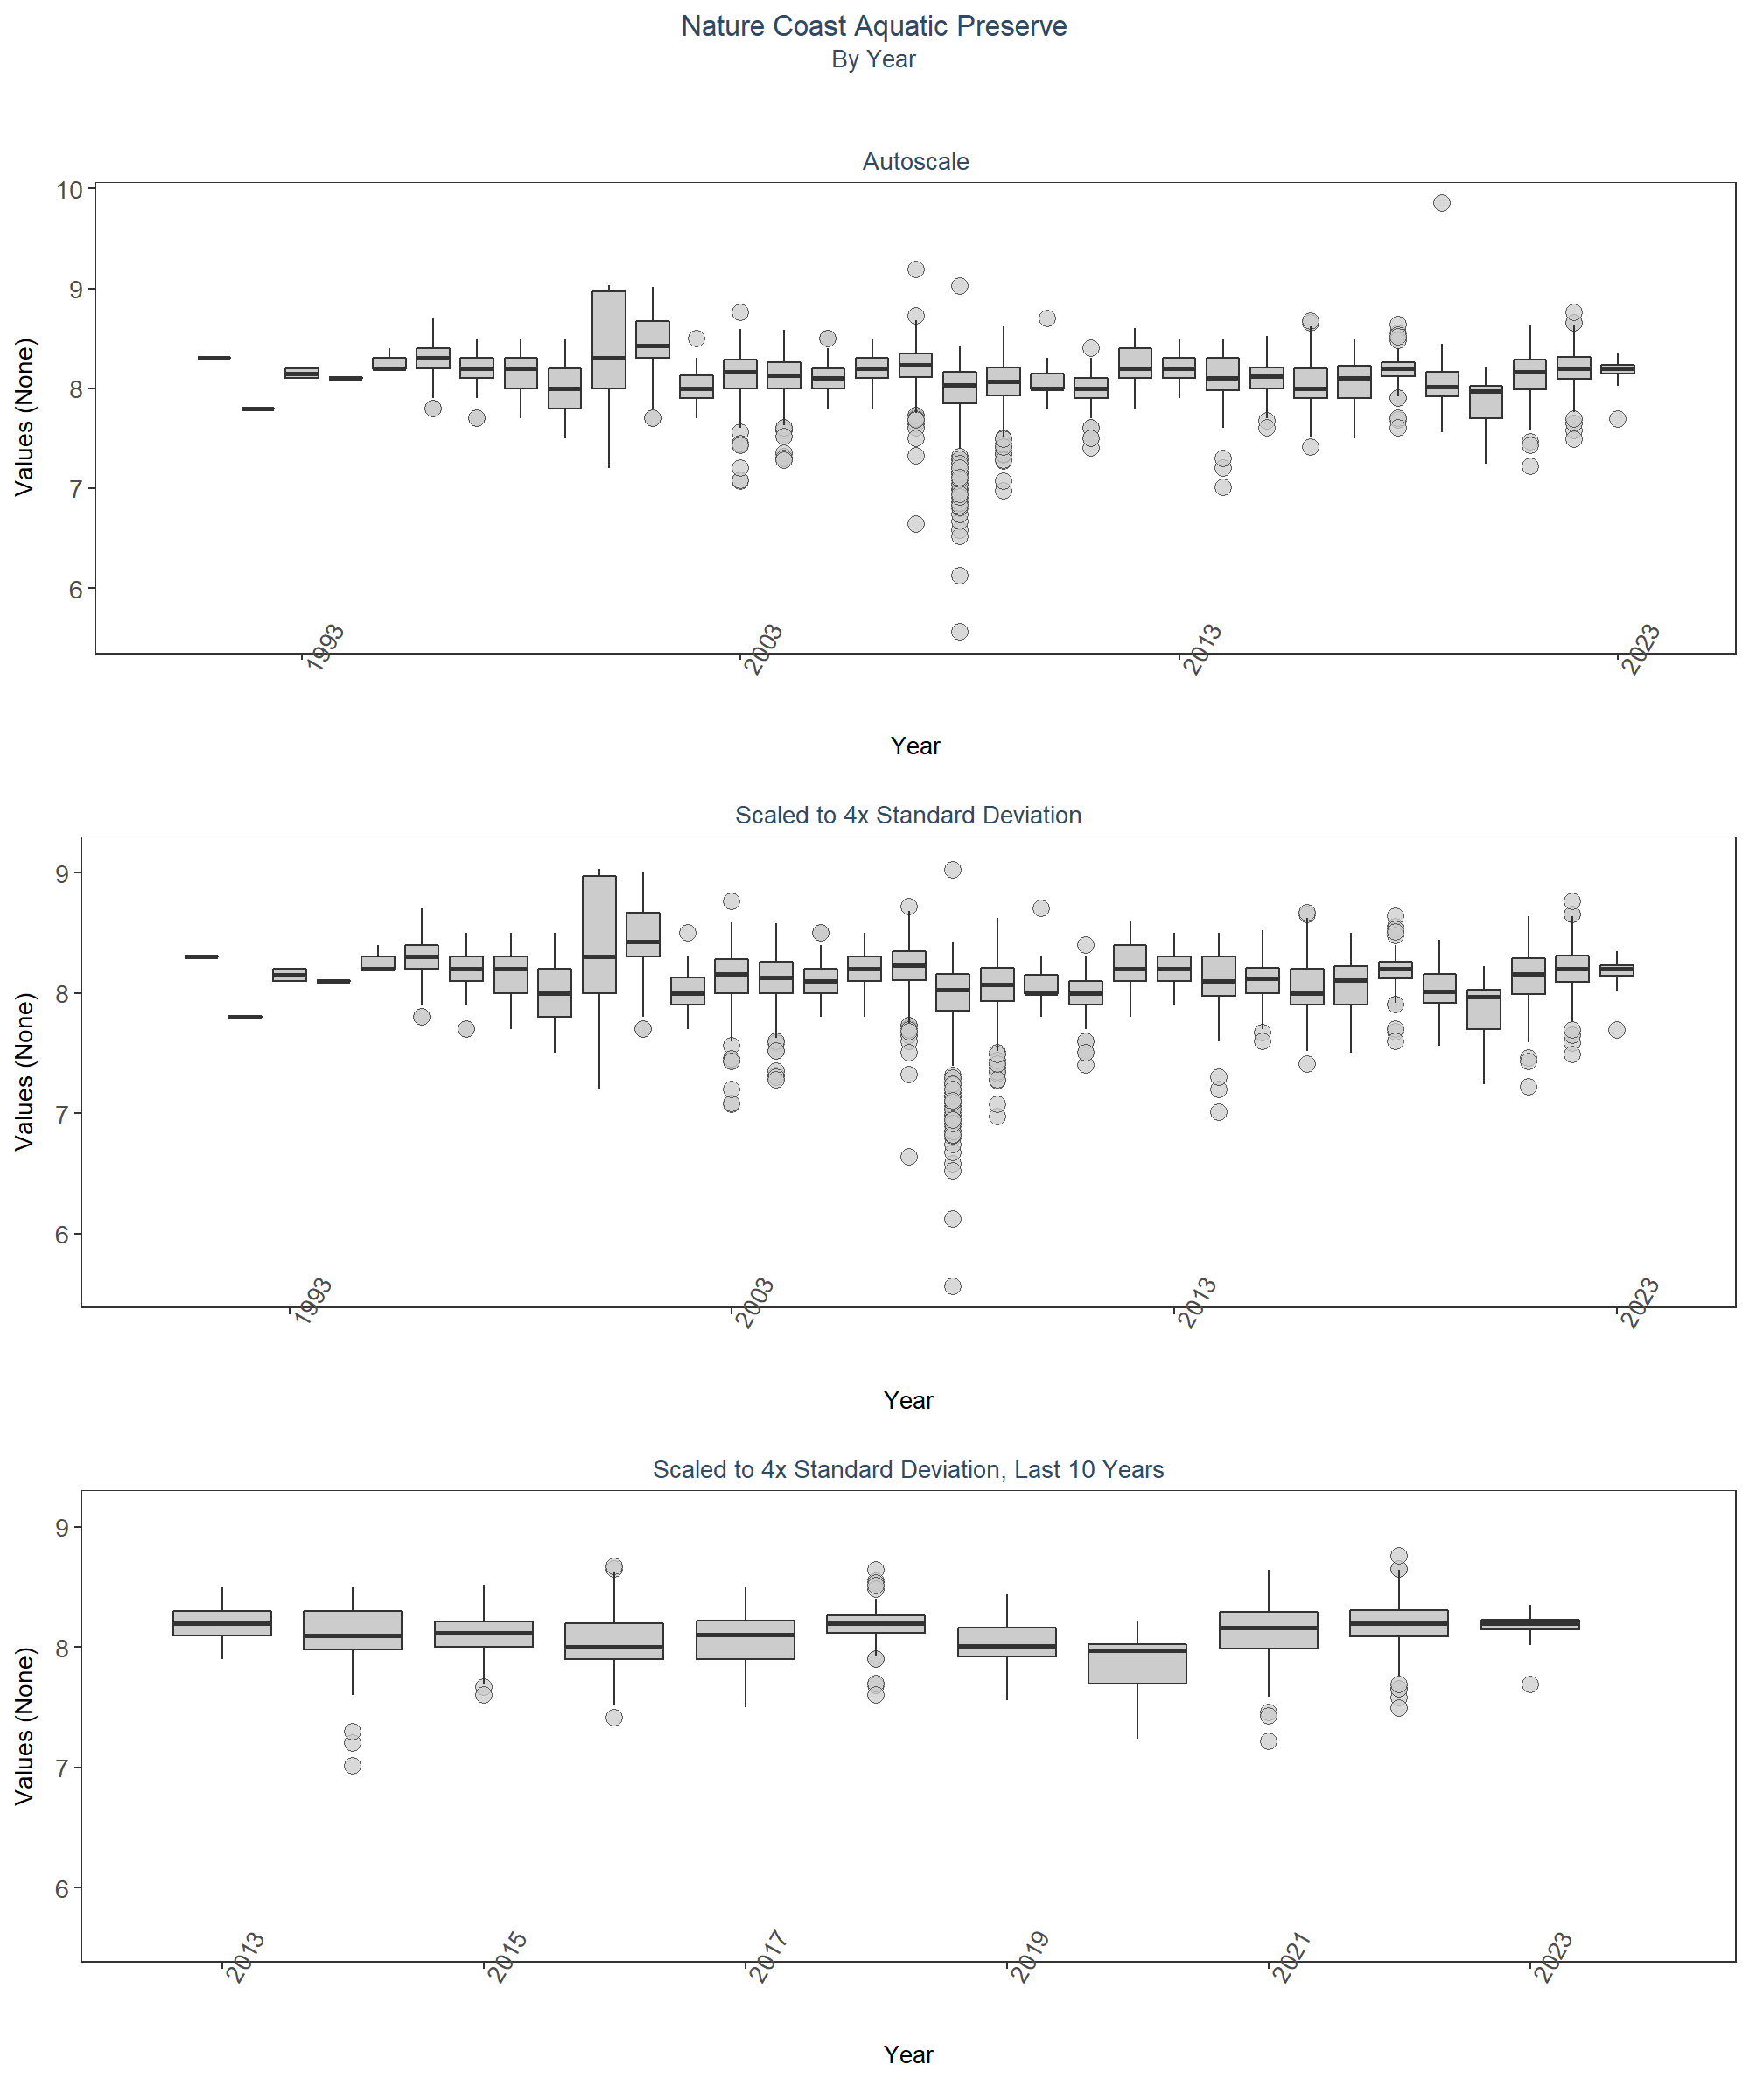 Nature Coast Aquatic Preserve
By Year
Autoscale
10
9
8
7
6
Values (None)
1993
2003
2013
2023
Year
Scaled to 4x Standard Deviation
9
8
7
6
Values (None)
1993
2003
2013
2023
Year
Scaled to 4x Standard Deviation, Last 10 Years
9
8
7
6
Values (None)
2013
2015
2017
2019
2021
2023
Year